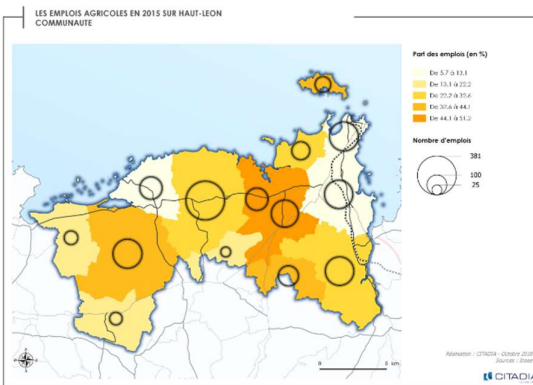 LES EMPLOIS AGRICOLES EN 2015 SUR HAUT-LEON
COMMUNAUTE
Part des emplois (en %)
De 5.7 à 13.1
De 13.1 à 22.2
De 22.2 à 32.6
De 32.6 à 44.1
De 44.1 à 51.2
Nombre d'emplois
381
100
25
0 5 km
Réalisation : CITADIA - Octobre 2018
Sources : Insee
CITADIA